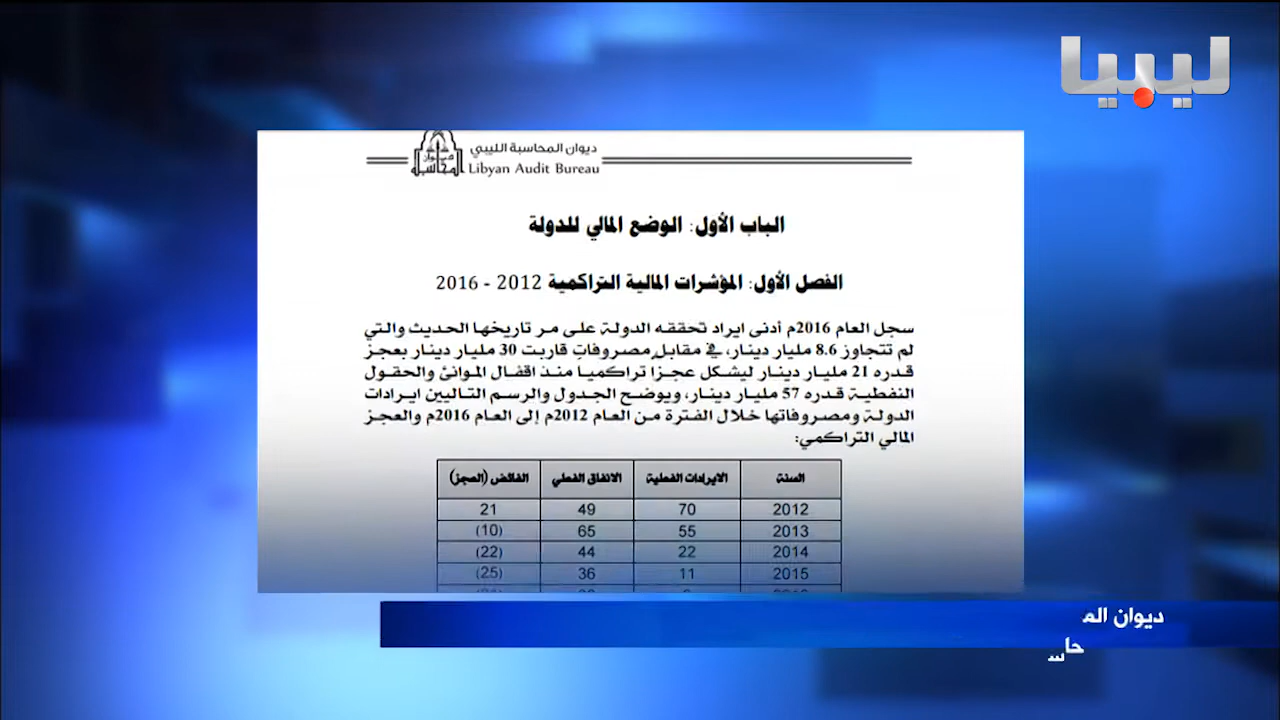 ليبيا
ديوان المحاسبة الليبي
Libyan Audit Bureau
الباب الأول: الوضع المالي للدولة
الفصل الأول: المؤشرات المالية التراكمية 2012 - 2016
سجل العام 2016م أدنى ايراد تحققه الدولة على مر تاريخها الحديث والتي
لم تتجاوز 8.6 مليار دينار، في مقابل مصروفات قاربت 30 مليار دينار بعجز
قدره 21 مليار دينار ليشكل عجزا تراكميا منذ اقفال الموانئ والحقول
النفطية قدره 57 مليار دينار، ويوضح الجدول والرسم التاليين ايرادات
الدولة ومصروفاتها خلال الفترة من العام 2012م إلى العام 2016م والعجز
المالي التراكمي:
السنة الايرادات الفعلية الانفاق الفعلي الفائض (العجز)
2012 70 49 21
2013 55 65 (10)
2014 22 44 (22)
2015 11 36 (25)
ديوان الم
حاس